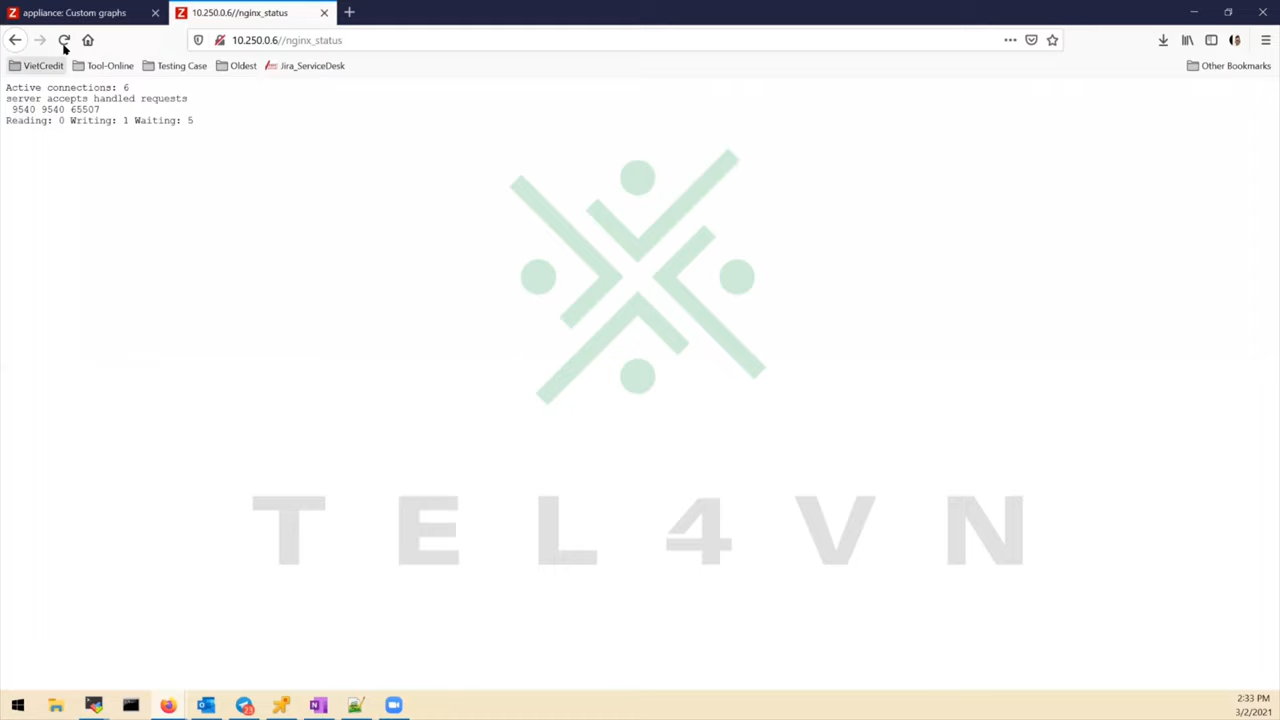 appliance: Custom graphs
10.250.0.6//nginx_status
10.250.0.6//nginx_status
VietCredit
Tool-Online
Testing Case
Oldest
Jira_ServiceDesk
Other Bookmarks
Active connections: 6
server accepts handled requests
9540 9540 65507
Reading: 0 Writing: 1 Waiting: 5
TEL4VN
2:33 PM
3/2/2021